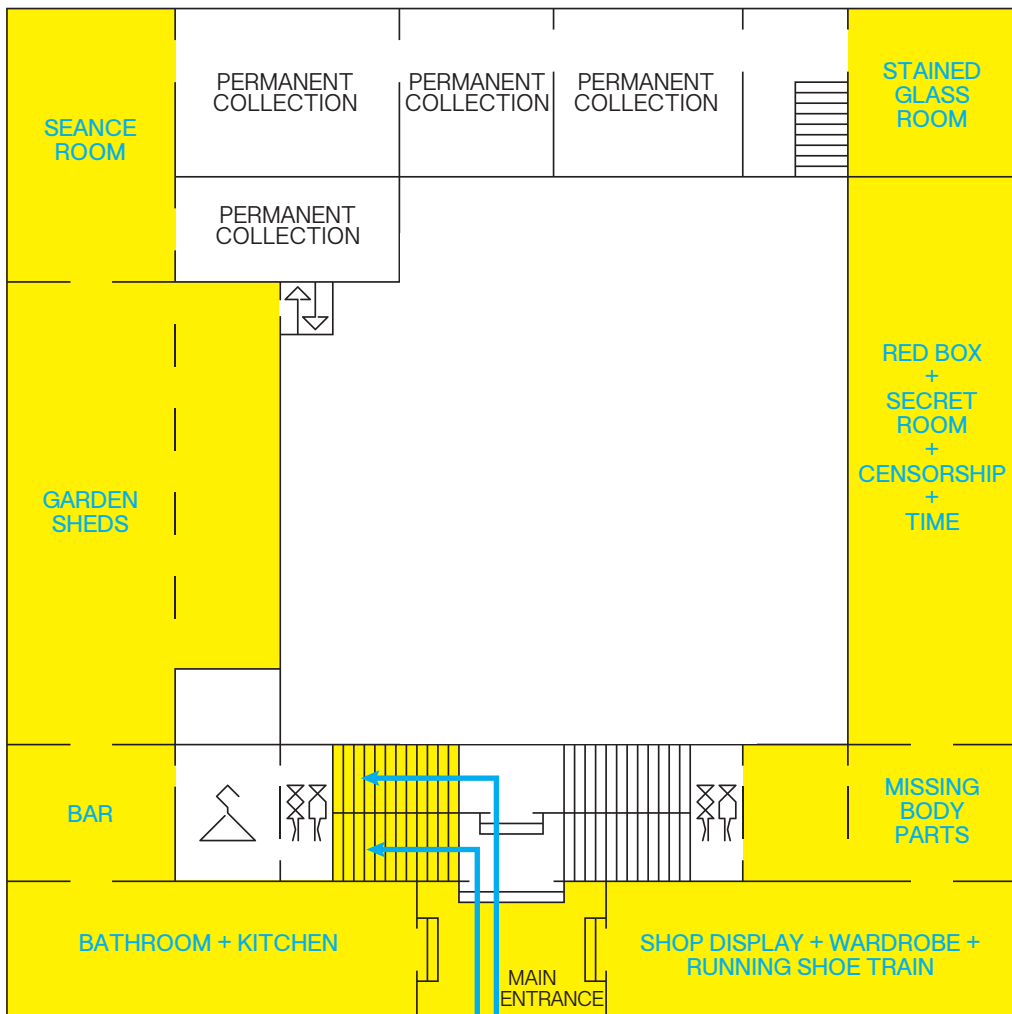 PERMANENT
COLLECTION
PERMANENT
COLLECTION
PERMANENT
COLLECTION
STAINED
GLASS
ROOM
SEANCE
ROOM
PERMANENT
COLLECTION
RED BOX
+
SECRET
ROOM
+
CENSORSHIP
+
TIME
GARDEN
SHEDS
BAR
MISSING
BODY
PARTS
BATHROOM + KITCHEN
MAIN
ENTRANCE
SHOP DISPLAY + WARDROBE +
RUNNING SHOE TRAIN